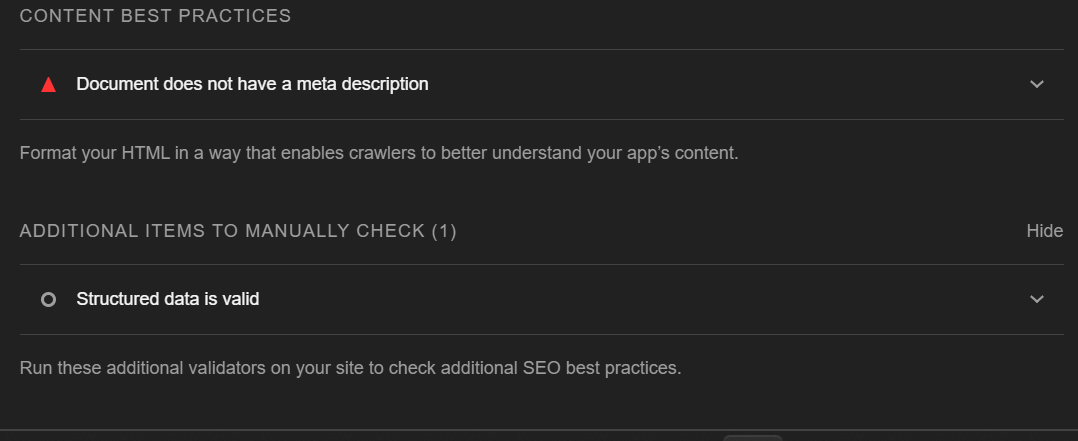 CONTENT BEST PRACTICES
Document does not have a meta description
Format your HTML in a way that enables crawlers to better understand your app’s content.
ADDITIONAL ITEMS TO MANUALLY CHECK (1)
Hide
Structured data is valid
Run these additional validators on your site to check additional SEO best practices.